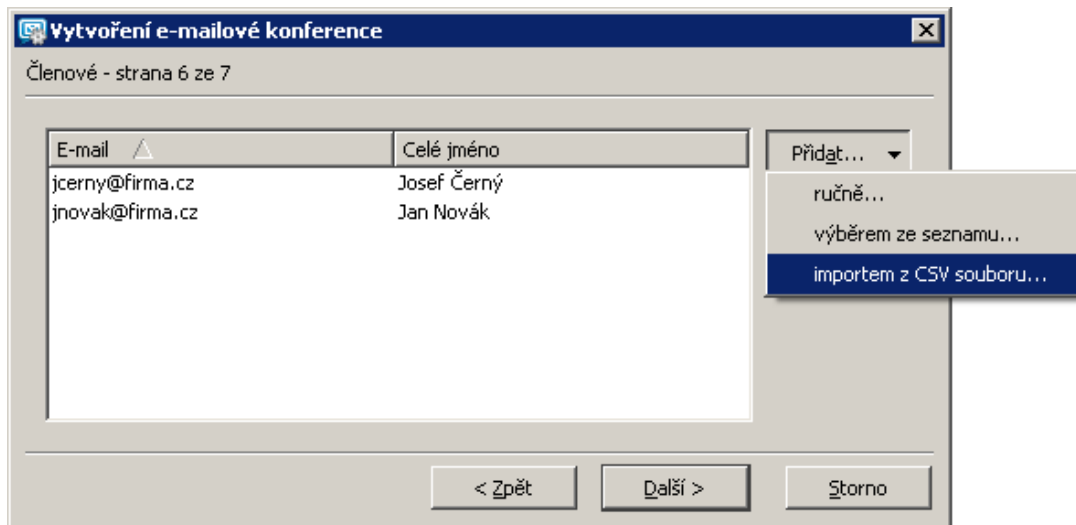 Vytvoření e-mailové konference
Členové - strana 6 ze 7
E-mail Celé jméno Přidat...
jcerny@firma.cz Josef Černý
jnovak@firma.cz Jan Novák
ručně...
výběrem ze seznamu...
importem z CSV souboru...
< Zpět Další > Storno